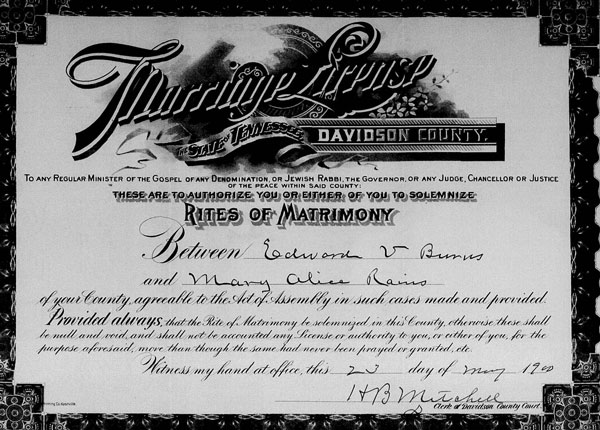 Marriage License
THE STATE OF TENNESSEE, DAVIDSON COUNTY.
TO ANY REGULAR MINISTER OF THE GOSPEL OF ANY DENOMINATION, OR JEWISH RABBI, THE GOVERNOR, OR ANY JUDGE, CHANCELLOR OR JUSTICE
OF THE PEACE WITHIN SAID COUNTY:
THESE ARE TO AUTHORIZE YOU OR EITHER OF YOU TO SOLEMNIZE
RITES OF MATRIMONY
Between Edward V Burns
and Mary Alice Rains
of your County, agreeable to the Act of Assembly in such cases made and provided.
Provided always, that the Rite of Matrimony be solemnized in this County, otherwise these shall
be null and void, and shall not be accounted any License or authority to you, or either of you, for the
purpose aforesaid, more than though the same had never been prayed or granted, etc.
Witness my hand at office, this 23 day of May 1900
H B Mitchell
Clerk of Davidson County Court.